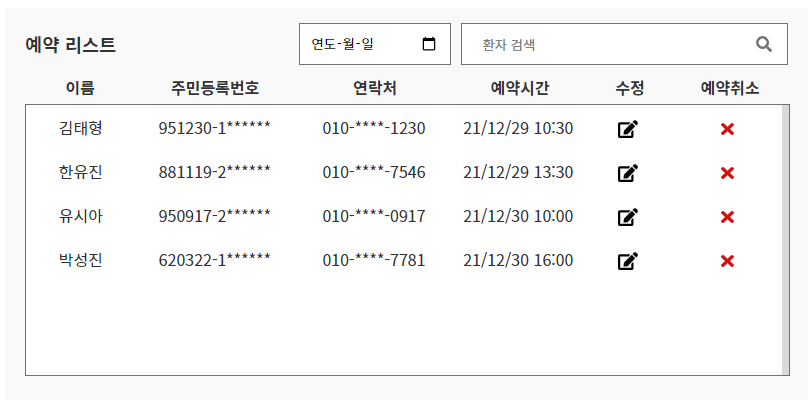 예약 리스트 연도-월-일 환자 검색
이름 주민등록번호 연락처 예약시간 수정 예약취소
김태형 951230-1****** 010-****-1230 21/12/29 10:30
한유진 881119-2****** 010-****-7546 21/12/29 13:30
유시아 950917-2****** 010-****-0917 21/12/30 10:00
박성진 620322-1****** 010-****-7781 21/12/30 16:00